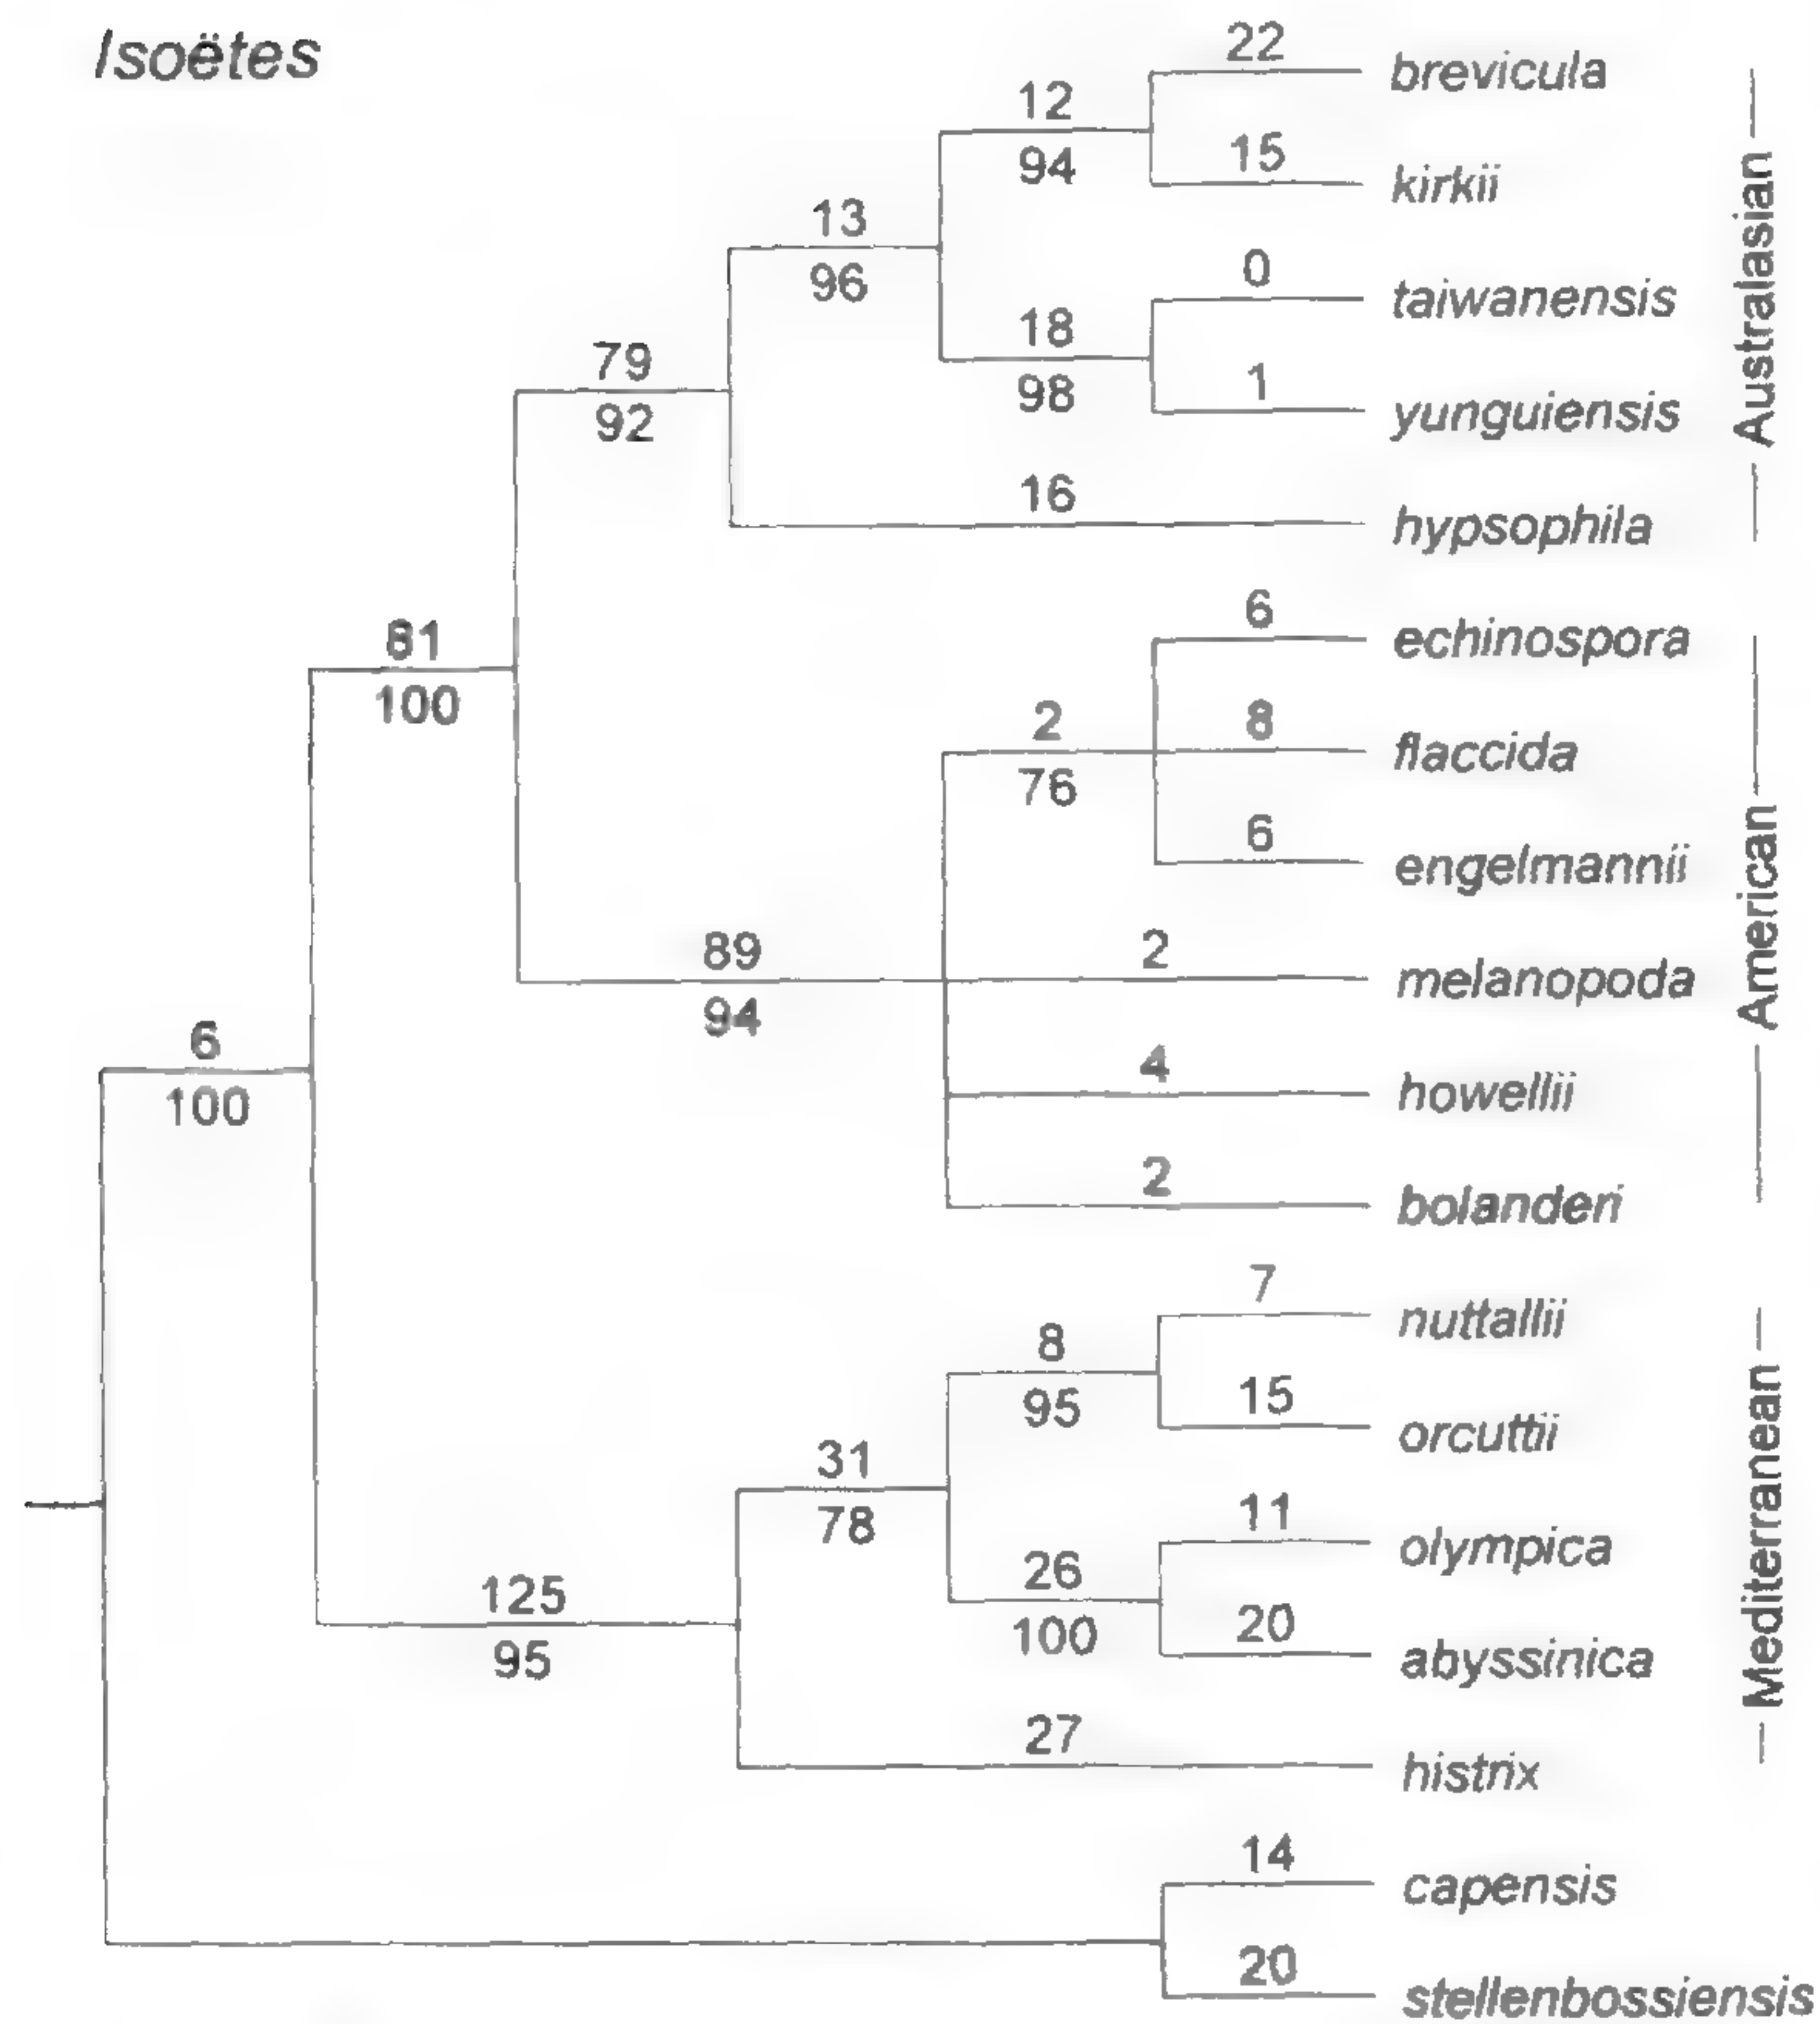 Isoëtes
22
brevicula
12
94
15
kirkii
13
96
0
taiwanensis
18
98
1
yunguiensis
79
92
16
hypsophila
Australasian
81
100
6
echinospora
2
76
8
flaccida
6
engelmannii
89
94
2
melanopoda
4
howellii
2
bolanderi
American
6
100
7
nuttallii
8
95
15
orcuttii
31
78
11
olympica
26
100
20
abyssinica
125
95
27
histrix
Mediterranean
14
capensis
20
stellenbossiensis